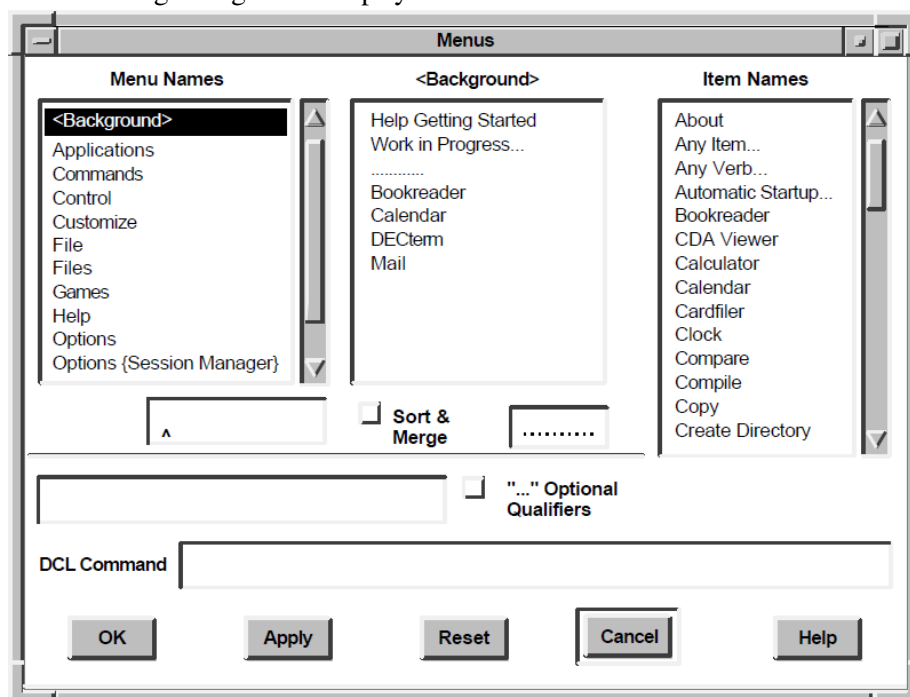 Menus
Menu Names
<Background>
Applications
Commands
Control
Customize
File
Files
Games
Help
Options
Options {Session Manager}
^
<Background>
Help Getting Started
Work in Progress...
............
Bookreader
Calendar
DECterm
Mail
Sort &
Merge
..........
Item Names
About
Any Item...
Any Verb...
Automatic Startup...
Bookreader
CDA Viewer
Calculator
Calendar
Cardfiler
Clock
Compare
Compile
Copy
Create Directory
"..." Optional
Qualifiers
DCL Command
OK
Apply
Reset
Cancel
Help